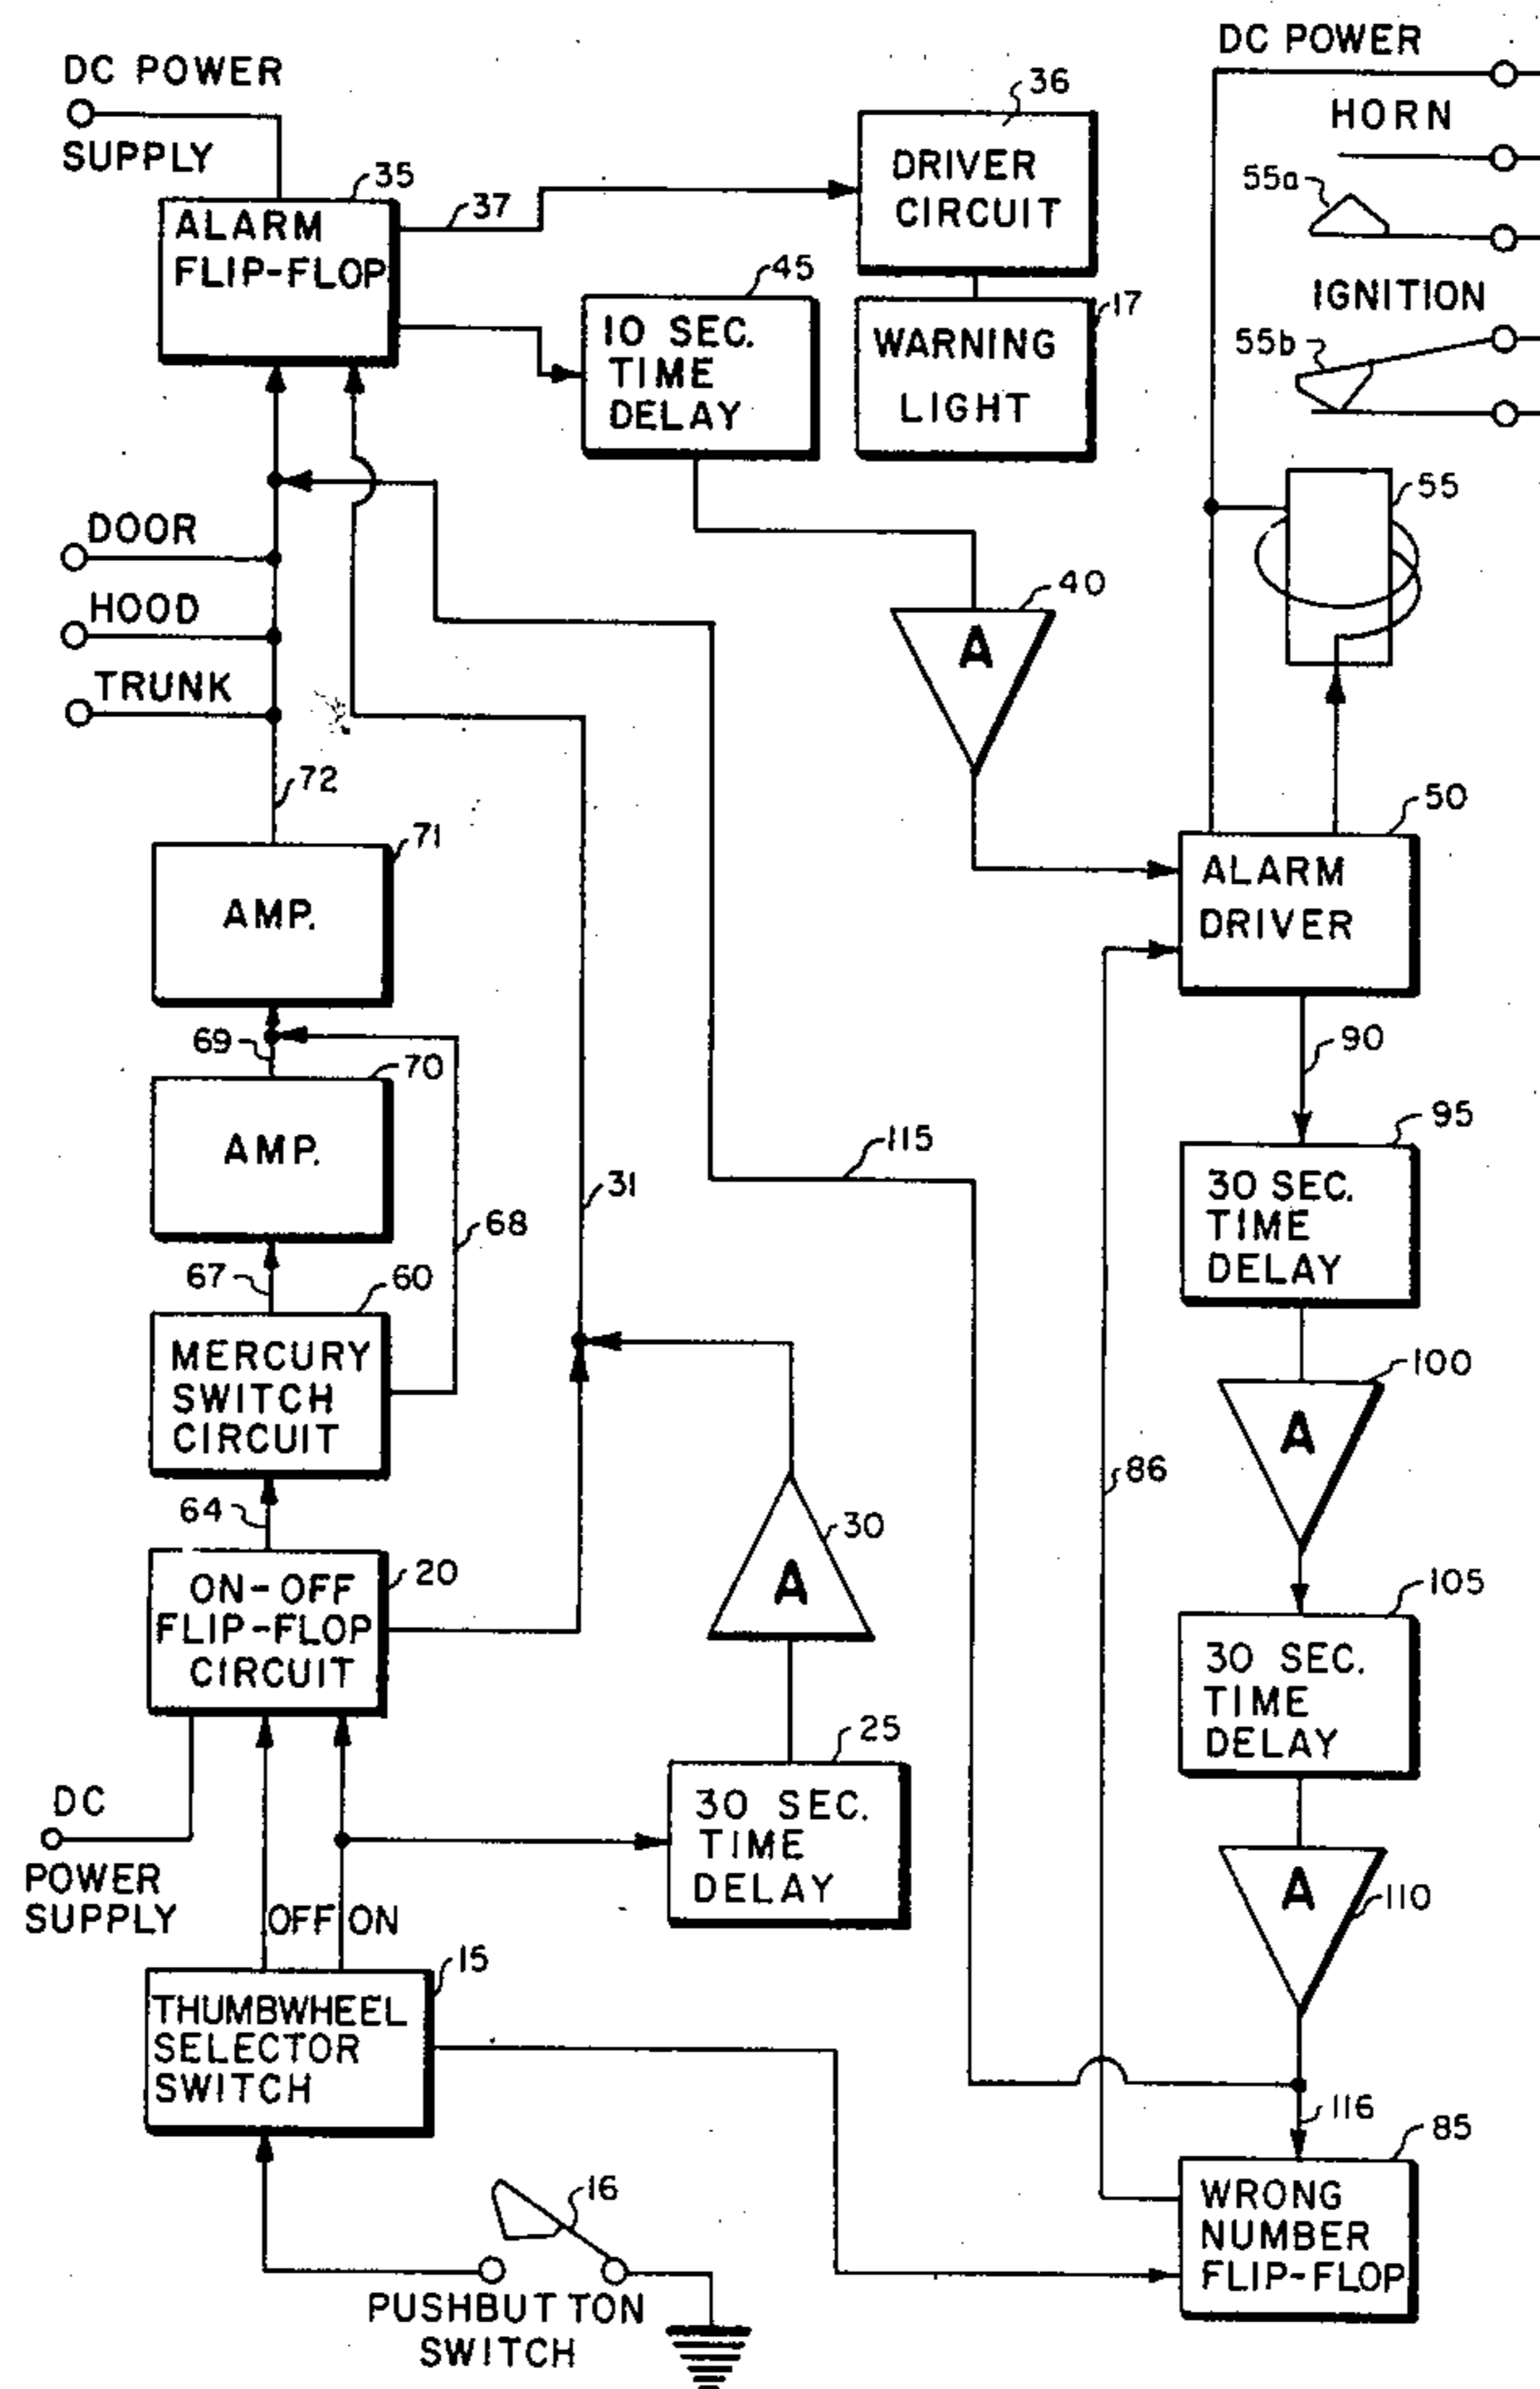 DC POWER
SUPPLY
35
ALARM
FLIP-FLOP
37
36
DRIVER
CIRCUIT
45
10 SEC.
TIME
DELAY
17
WARNING
LIGHT
DC POWER
HORN
55a
IGNITION
55b
55
DOOR
HOOD
TRUNK
40
A
72
71
AMP.
50
ALARM
DRIVER
69
70
AMP.
90
115
95
30 SEC.
TIME
DELAY
31
68
67
60
MERCURY
SWITCH
CIRCUIT
100
A
86
64
30
A
20
ON-OFF
FLIP-FLOP
CIRCUIT
105
30 SEC.
TIME
DELAY
25
30 SEC.
TIME
DELAY
DC
POWER
SUPPLY
OFF ON
A
110
15
THUMBWHEEL
SELECTOR
SWITCH
116
85
WRONG
NUMBER
FLIP-FLOP
16
PUSHBUTTON
SWITCH